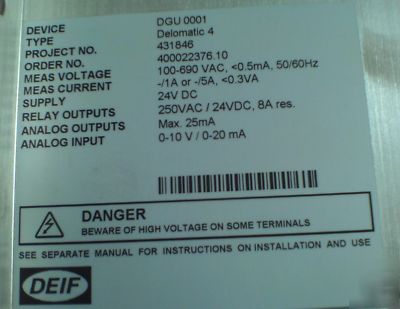 DEVICE DGU 0001
TYPE Delomatic 4
PROJECT NO. 431846
ORDER NO. 400022376.10
MEAS VOLTAGE 100-690 VAC, <0.5mA, 50/60Hz
MEAS CURRENT -/1A or -/5A, <0.3VA
SUPPLY 24V DC
RELAY OUTPUTS 250VAC / 24VDC, 8A res.
ANALOG OUTPUTS Max. 25mA
ANALOG INPUT 0-10 V / 0-20 mA
DANGER
BEWARE OF HIGH VOLTAGE ON SOME TERMINALS
SEE SEPARATE MANUAL FOR INSTRUCTIONS ON INSTALLATION AND USE
DEIF